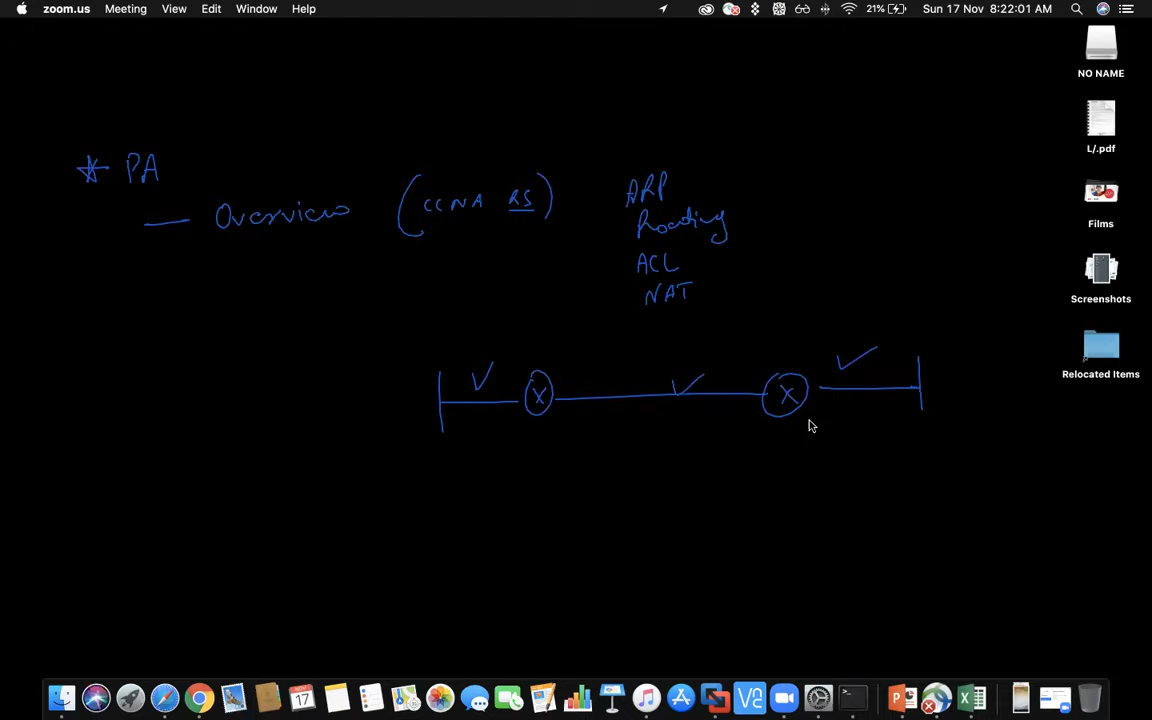 zoom.us Meeting View Edit Window Help 21% Sun 17 Nov 8:22:01 AM
NO NAME
L/.pdf
Films
Screenshots
Relocated Items
* PA
— Overview (CCNA RS)
ARP
Routing
ACL
NAT
X X
NOV
17